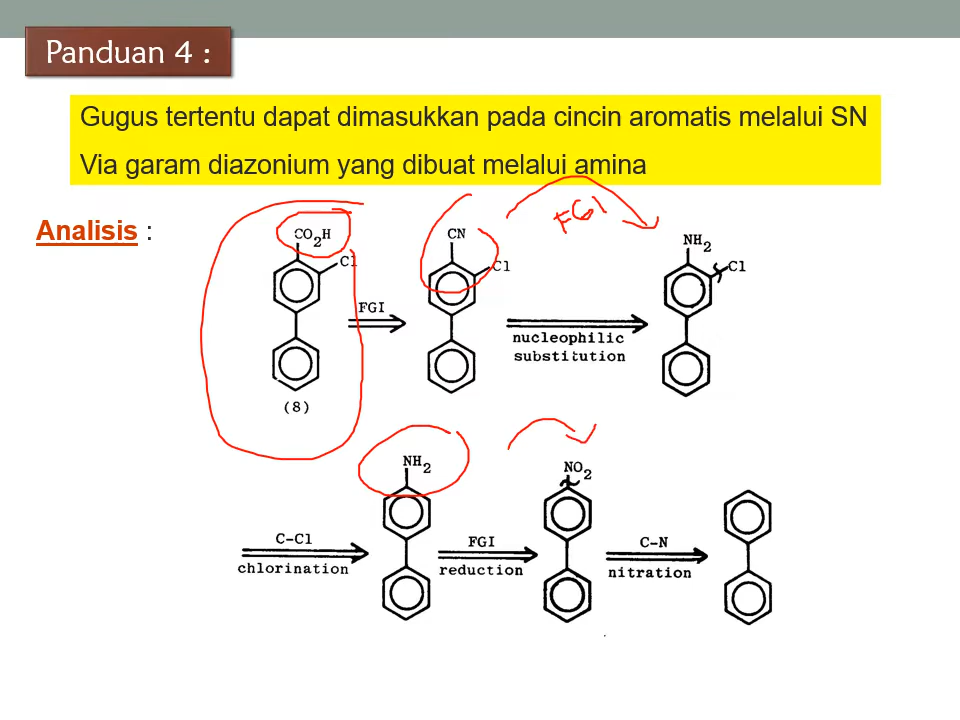 Panduan 4 :
Gugus tertentu dapat dimasukkan pada cincin aromatis melalui SN
Via garam diazonium yang dibuat melalui amina
Analisis :
CO2H
Cl
(8)
FGI
CN
Cl
FGI
nucleophilic
substitution
NH2
Cl
C-Cl
chlorination
NH2
FGI
reduction
NO2
C-N
nitration